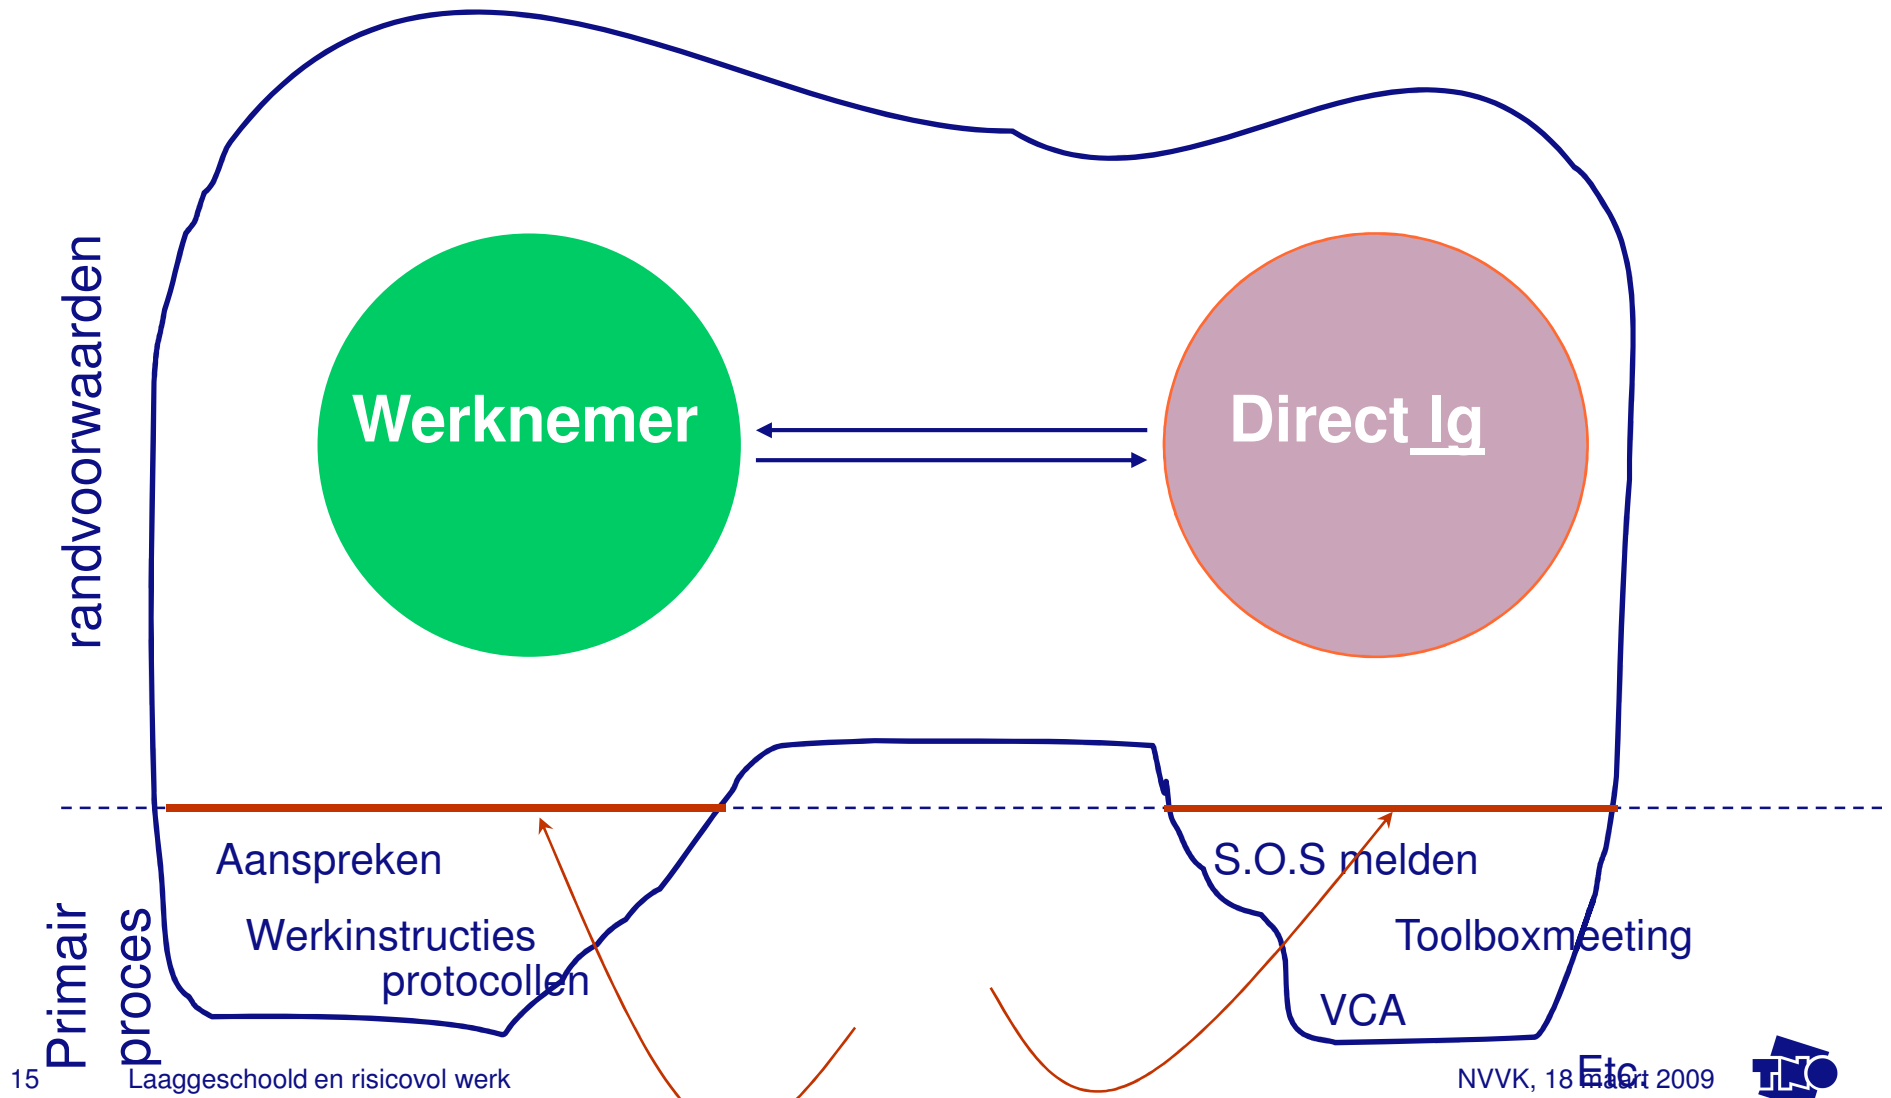 randvoorwaarden
Werknemer
Direct lg
Aanspreken
S.O.S melden
Primair
proces
Werkinstructies
protocollen
Toolboxmeeting
VCA
Etc.
15
Laaggeschoold en risicovol werk
NVVK, 18 maart 2009
TNO